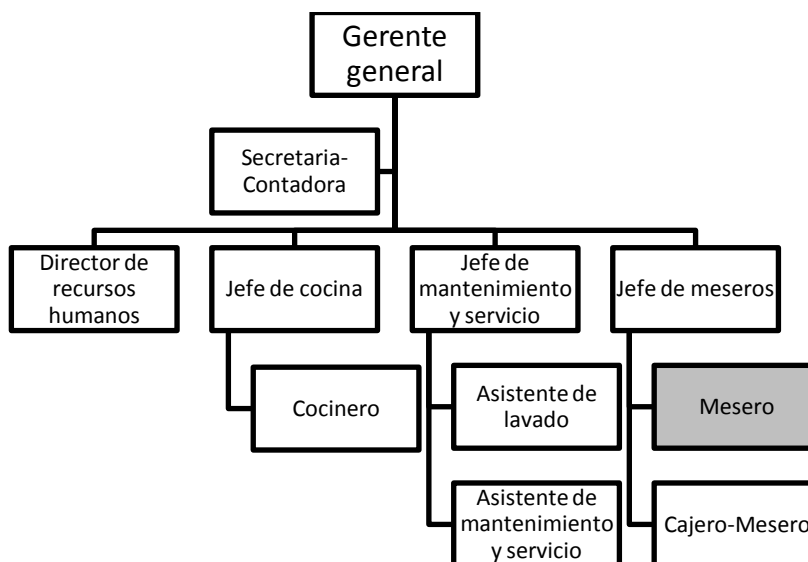 Gerente
general
Secretaria-
Contadora
Director de
recursos
humanos
Jefe de cocina
Jefe de
mantenimiento
y servicio
Jefe de meseros
Cocinero
Asistente de
lavado
Mesero
Asistente de
mantenimiento
y servicio
Cajero-Mesero